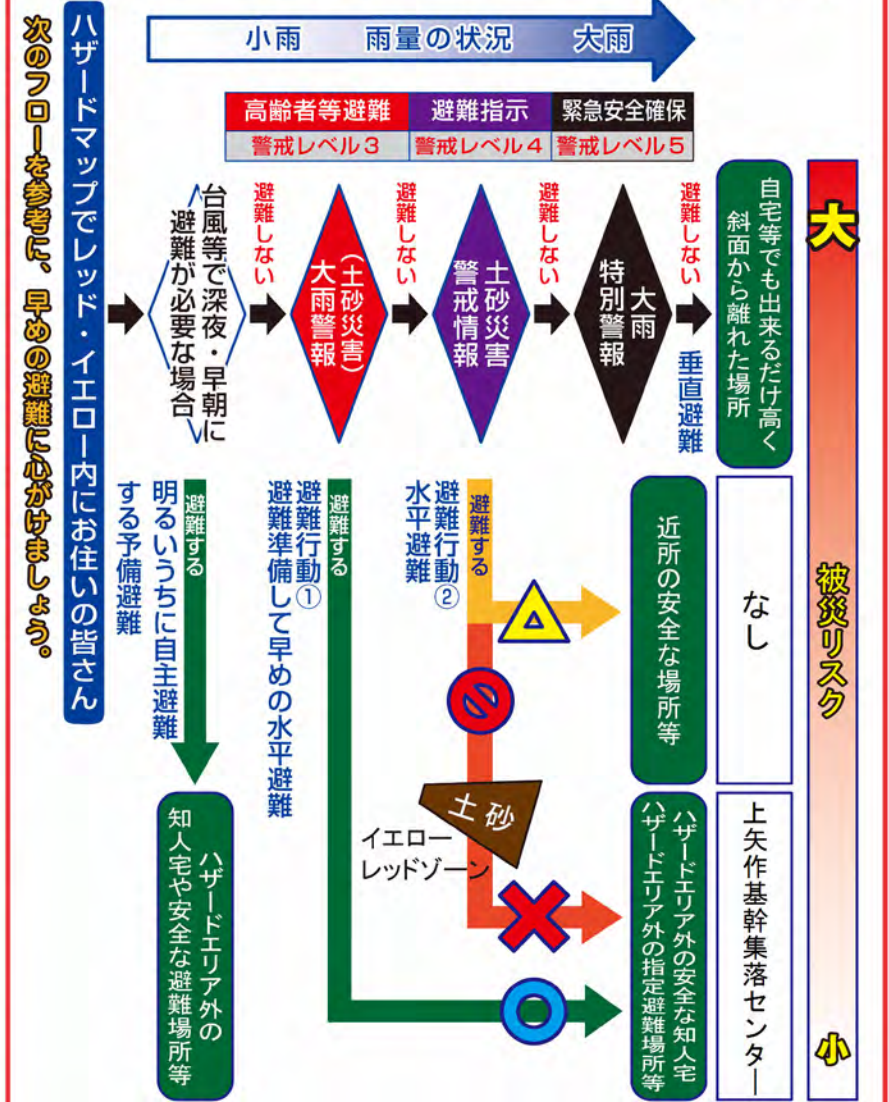 ハザードマップでレッド・イエロー内にお住いの皆さん
次のフローを参考に、早めの避難に心がけましょう。
小雨　雨量の状況　大雨
高齢者等避難
警戒レベル3
避難指示
警戒レベル4
緊急安全確保
警戒レベル5
台風等で深夜・早朝に
避難が必要な場合
避難しない
(土砂災害)
大雨警報
避難しない
土砂災害
警戒情報
避難しない
大雨
特別警報
避難しない
垂直避難
自宅等でも出来るだけ高く
斜面から離れた場所
避難する
明るいうちに自主避難
する予備避難
ハザードエリア外の
知人宅や安全な避難場所等
避難する
避難行動①
避難準備して早めの水平避難
避難する
避難行動②
水平避難
近所の安全な場所等
なし
土砂
イエロー
レッドゾーン
ハザードエリア外の安全な知人宅
ハザードエリア外の指定避難場所等
上矢作基幹集落センター
大
被災リスク
小